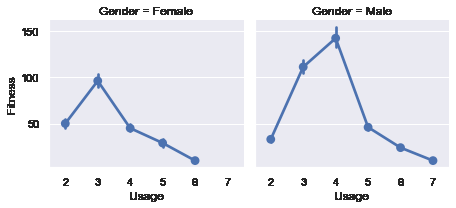 Gender = Female
Gender = Male
150
100
50
Fitness
2 3 4 5 6 7
2 3 4 5 6 7
Usage
Usage